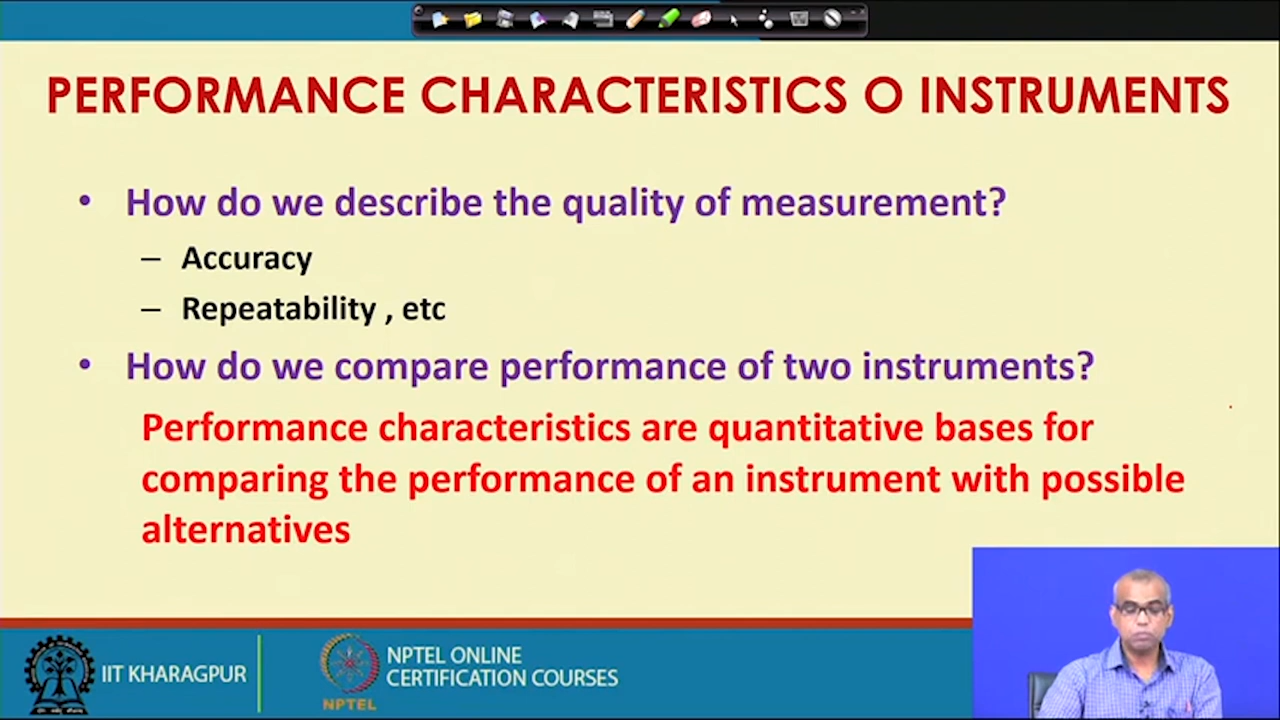 PERFORMANCE CHARACTERISTICS O INSTRUMENTS
• How do we describe the quality of measurement?
– Accuracy
– Repeatability , etc
• How do we compare performance of two instruments?
Performance characteristics are quantitative bases for
comparing the performance of an instrument with possible
alternatives
IIT KHARAGPUR
NPTEL
NPTEL ONLINE
CERTIFICATION COURSES